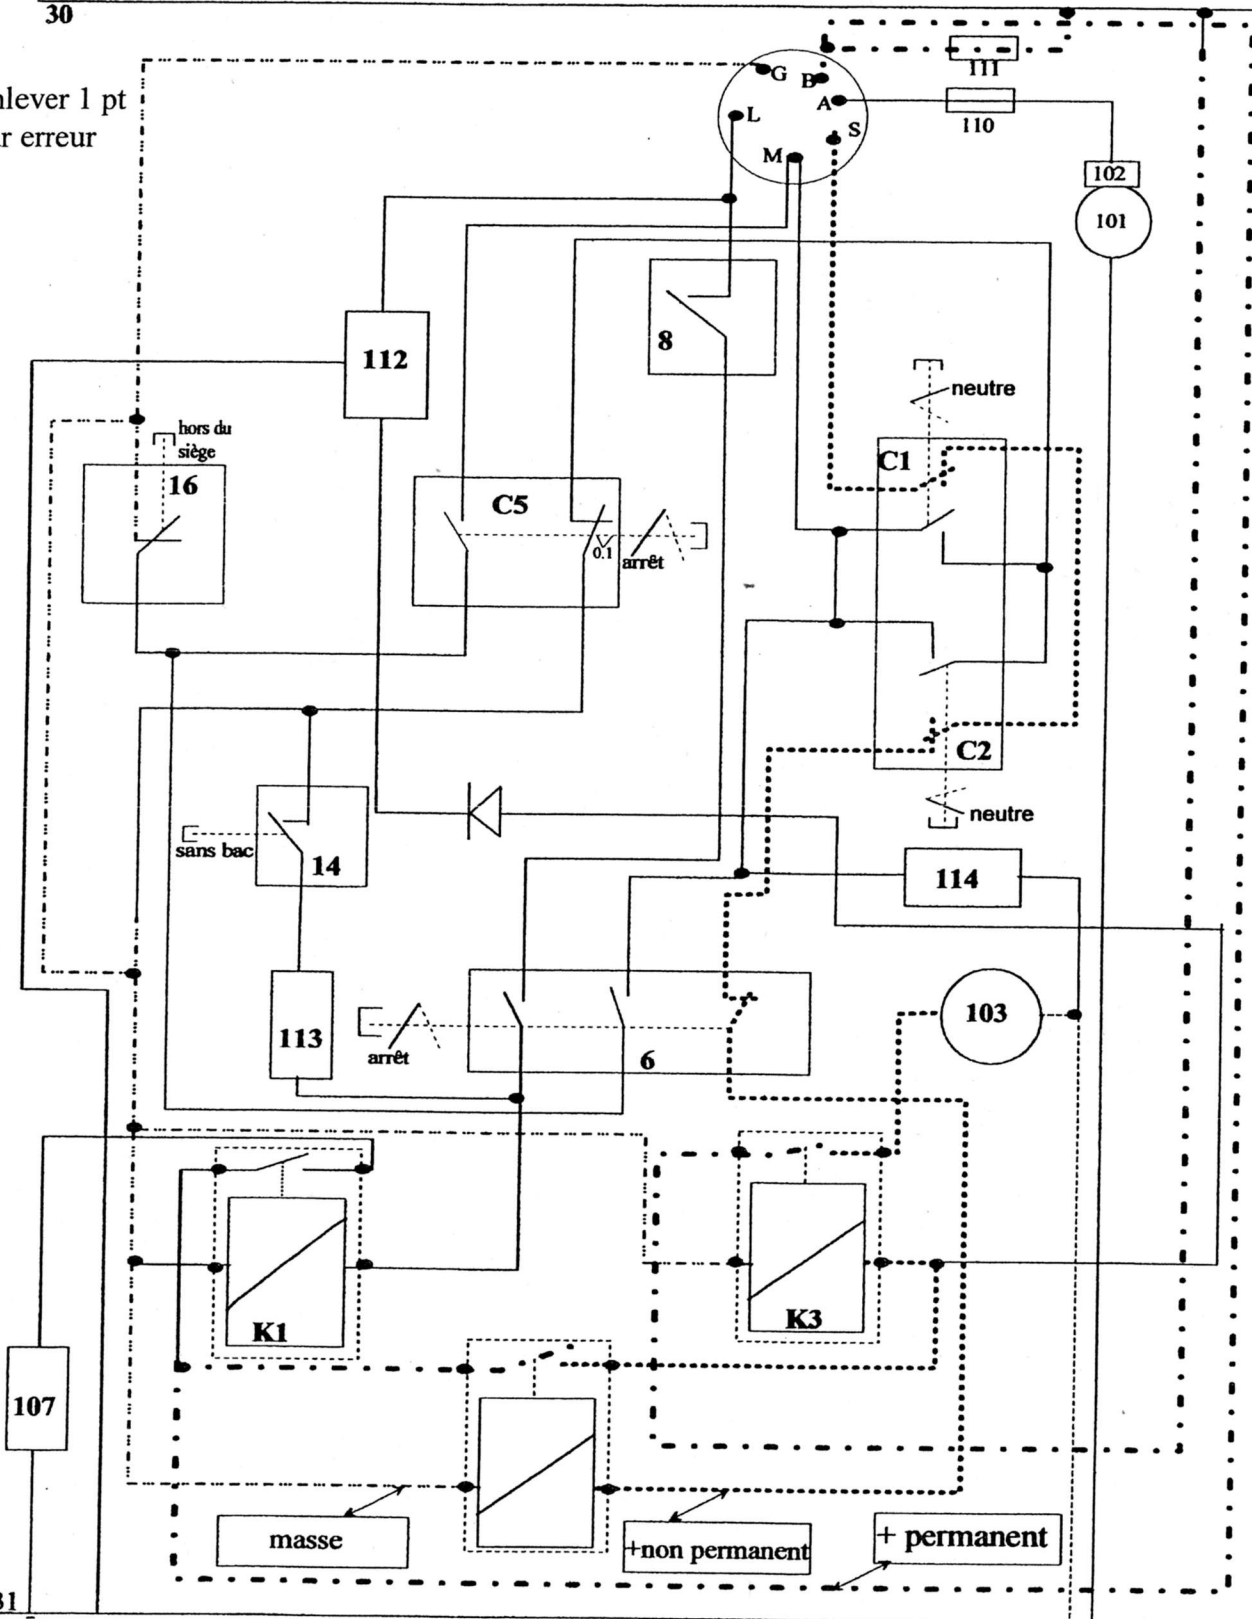 30
111
G
B
nlever 1 pt
A
110
L
r erreur
S
M
102
101
8
112
neutre
hors du
siège
16
C1
C5
0.1
arrêt
C2
neutre
sans bac
14
114
103
113
arrêt
6
K1
K3
107
masse
+non permanent
+ permanent
31